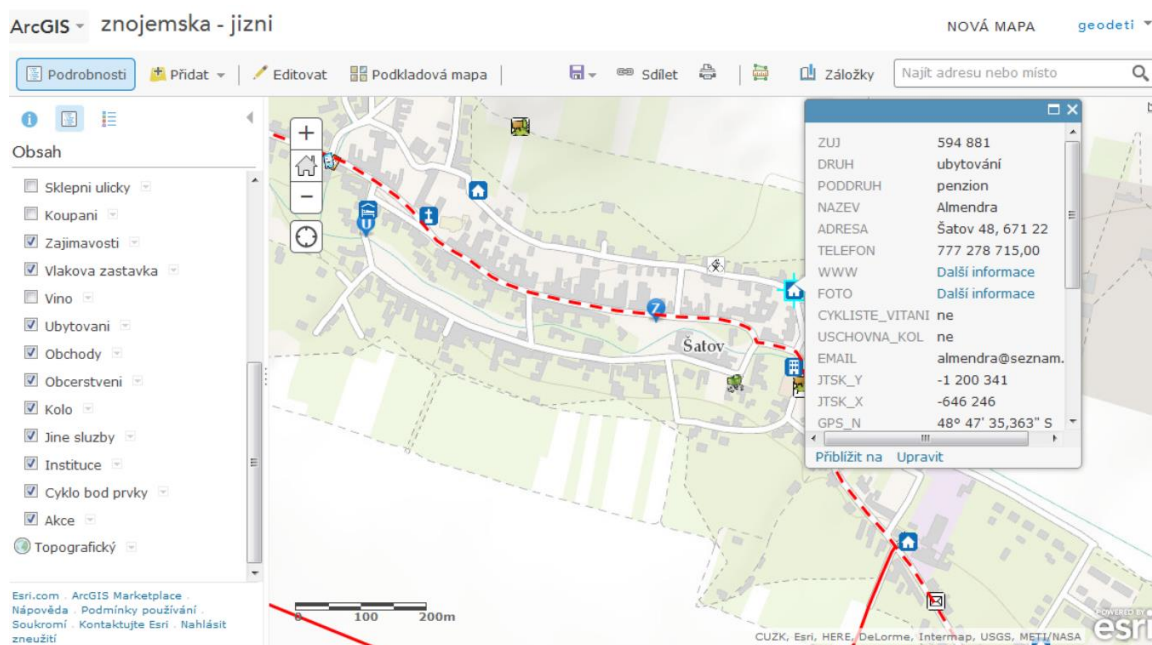 ArcGIS znojemska - jizni NOVÁ MAPA geodeti
Podrobnosti Přidat Editovat Podkladová mapa Sdílet Záložky Najít adresu nebo místo
Obsah
Sklepni ulicky
Koupani
Zajimavosti
Vlakova zastavka
Vino
Ubytovani
Obchody
Obcerstveni
Kolo
Jine sluzby
Instituce
Cyklo bod prvky
Akce
Topografický
Esri.com . ArcGIS Marketplace .
Nápověda . Podmínky používání .
Soukromí . Kontaktujte Esri . Nahlásit
zneužití
Z
Šatov
0 100 200m
ZUJ 594 881
DRUH ubytování
PODDRUH penzion
NAZEV Almendra
ADRESA Šatov 48, 671 22
TELEFON 777 278 715,00
WWW Další informace
FOTO Další informace
CYKLISTE_VITANI ne
USCHOVNA_KOL ne
EMAIL almendra@seznam.
JTSK_Y -1 200 341
JTSK_X -646 246
GPS_N 48° 47' 35,363" S
Přiblížit na Upravit
CUZK, Esri, HERE, DeLorme, Intermap, USGS, METI/NASA
POWERED BY
esri